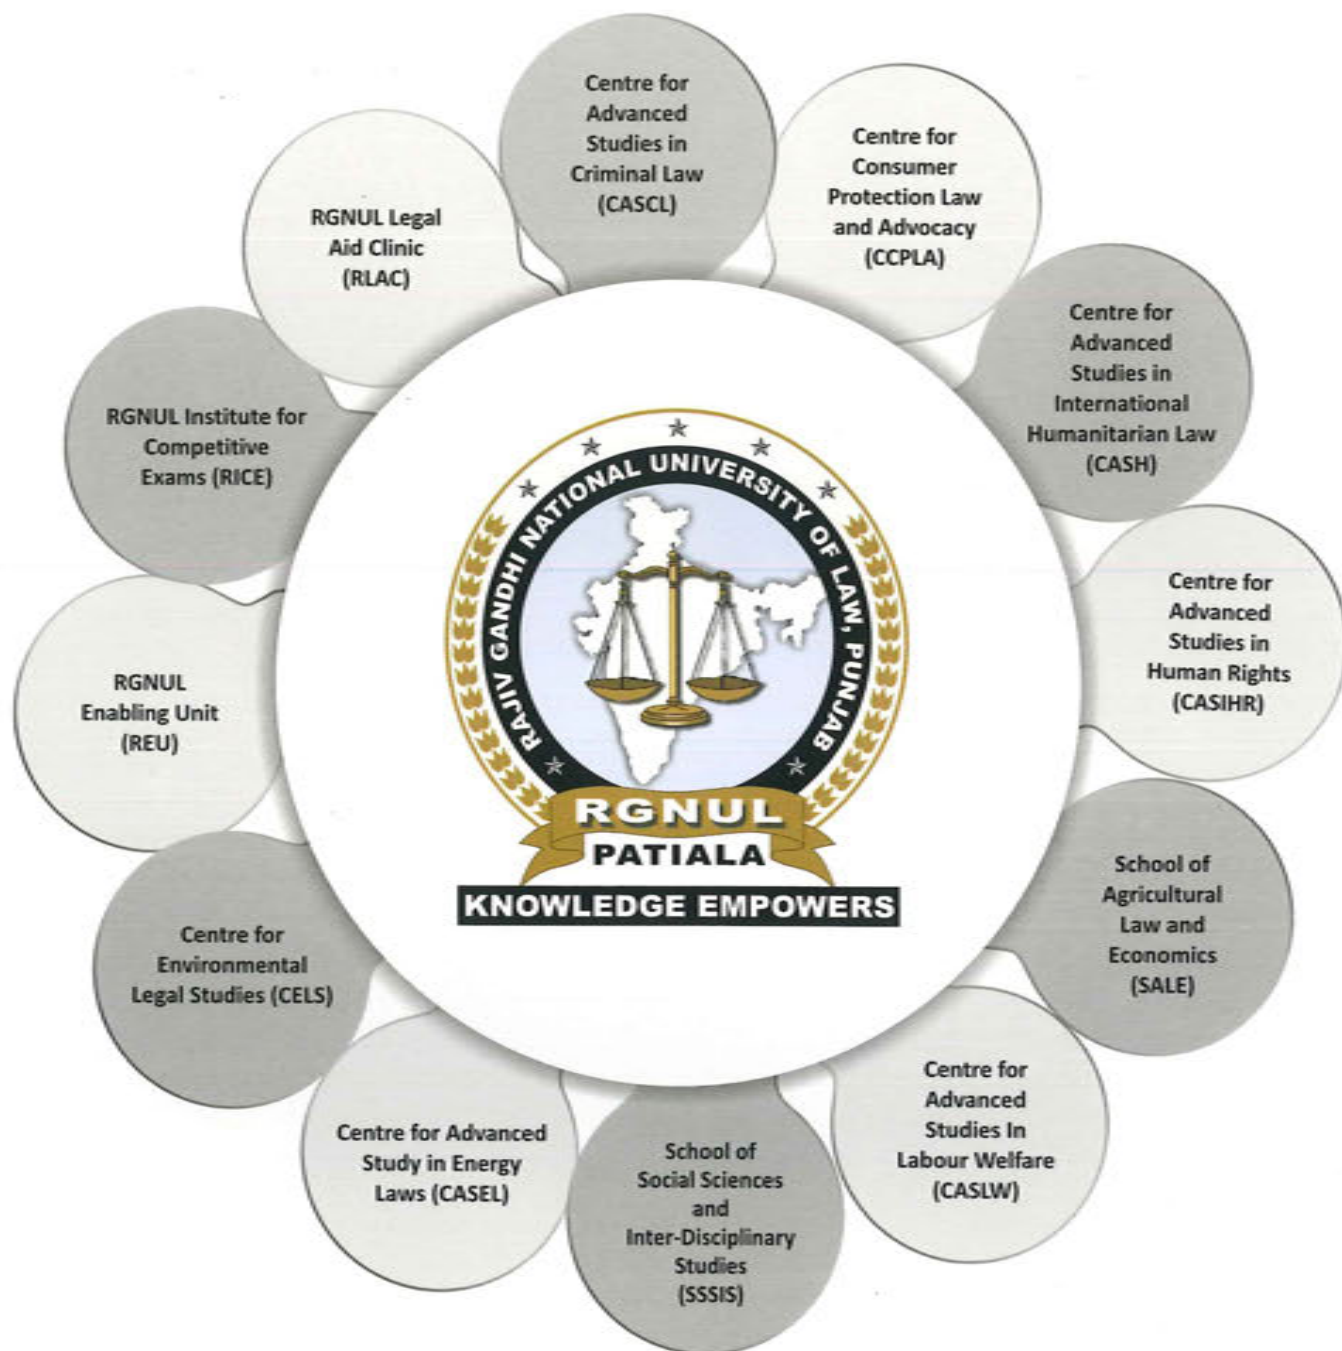 Centre for
Advanced
Studies in
Criminal Law
(CASCL)
Centre for
Consumer
Protection Law
and Advocacy
(CCPLA)
Centre for
Advanced
Studies in
International
Humanitarian Law
(CASH)
Centre for
Advanced
Studies in
Human Rights
(CASIHR)
School of
Agricultural
Law and
Economics
(SALE)
Centre for
Advanced
Studies In
Labour Welfare
(CASLW)
School of
Social Sciences
and
Inter-Disciplinary
Studies
(SSSIS)
Centre for Advanced
Study in Energy
Laws (CASEL)
Centre for
Environmental
Legal Studies (CELS)
RGNUL
Enabling Unit
(REU)
RGNUL Institute for
Competitive
Exams (RICE)
RGNUL Legal
Aid Clinic
(RLAC)
RAJIV GANDHI NATIONAL UNIVERSITY OF LAW, PUNJAB
RGNUL
PATIALA
KNOWLEDGE EMPOWERS